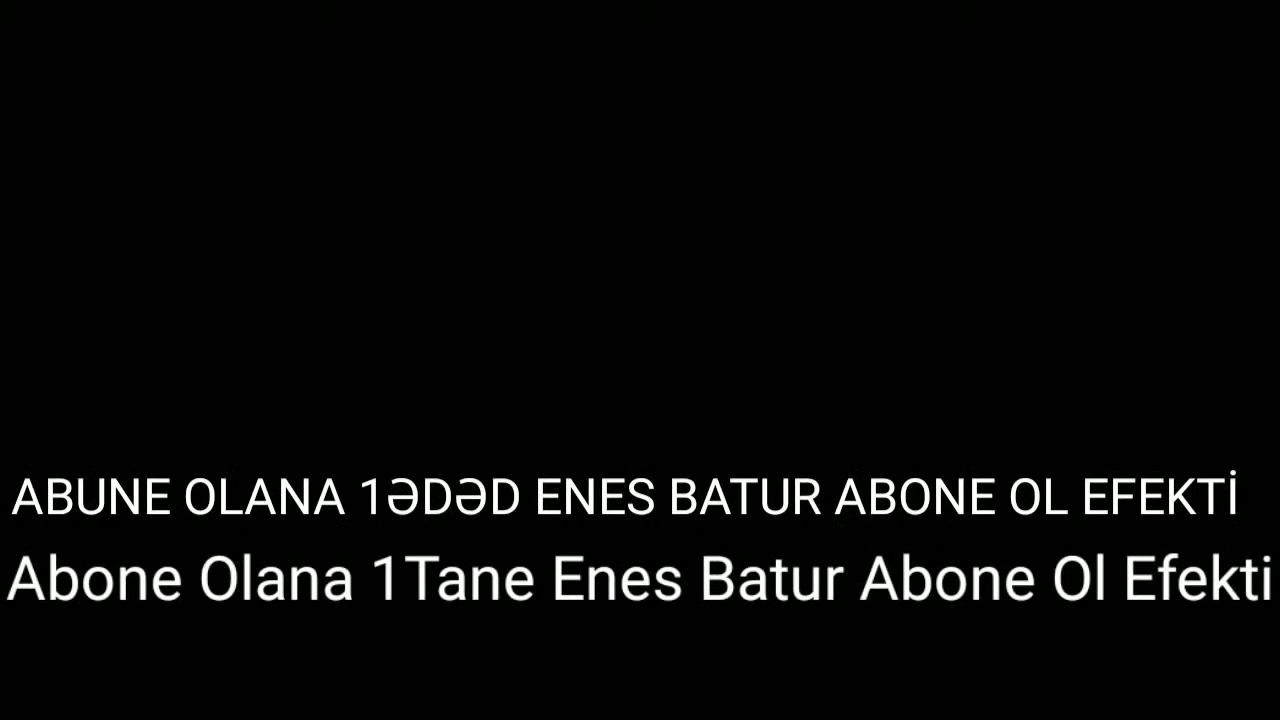 ABUNE OLANA 1ƏDƏD ENES BATUR ABONE OL EFEKTİ
Abone Olana 1Tane Enes Batur Abone Ol Efekti